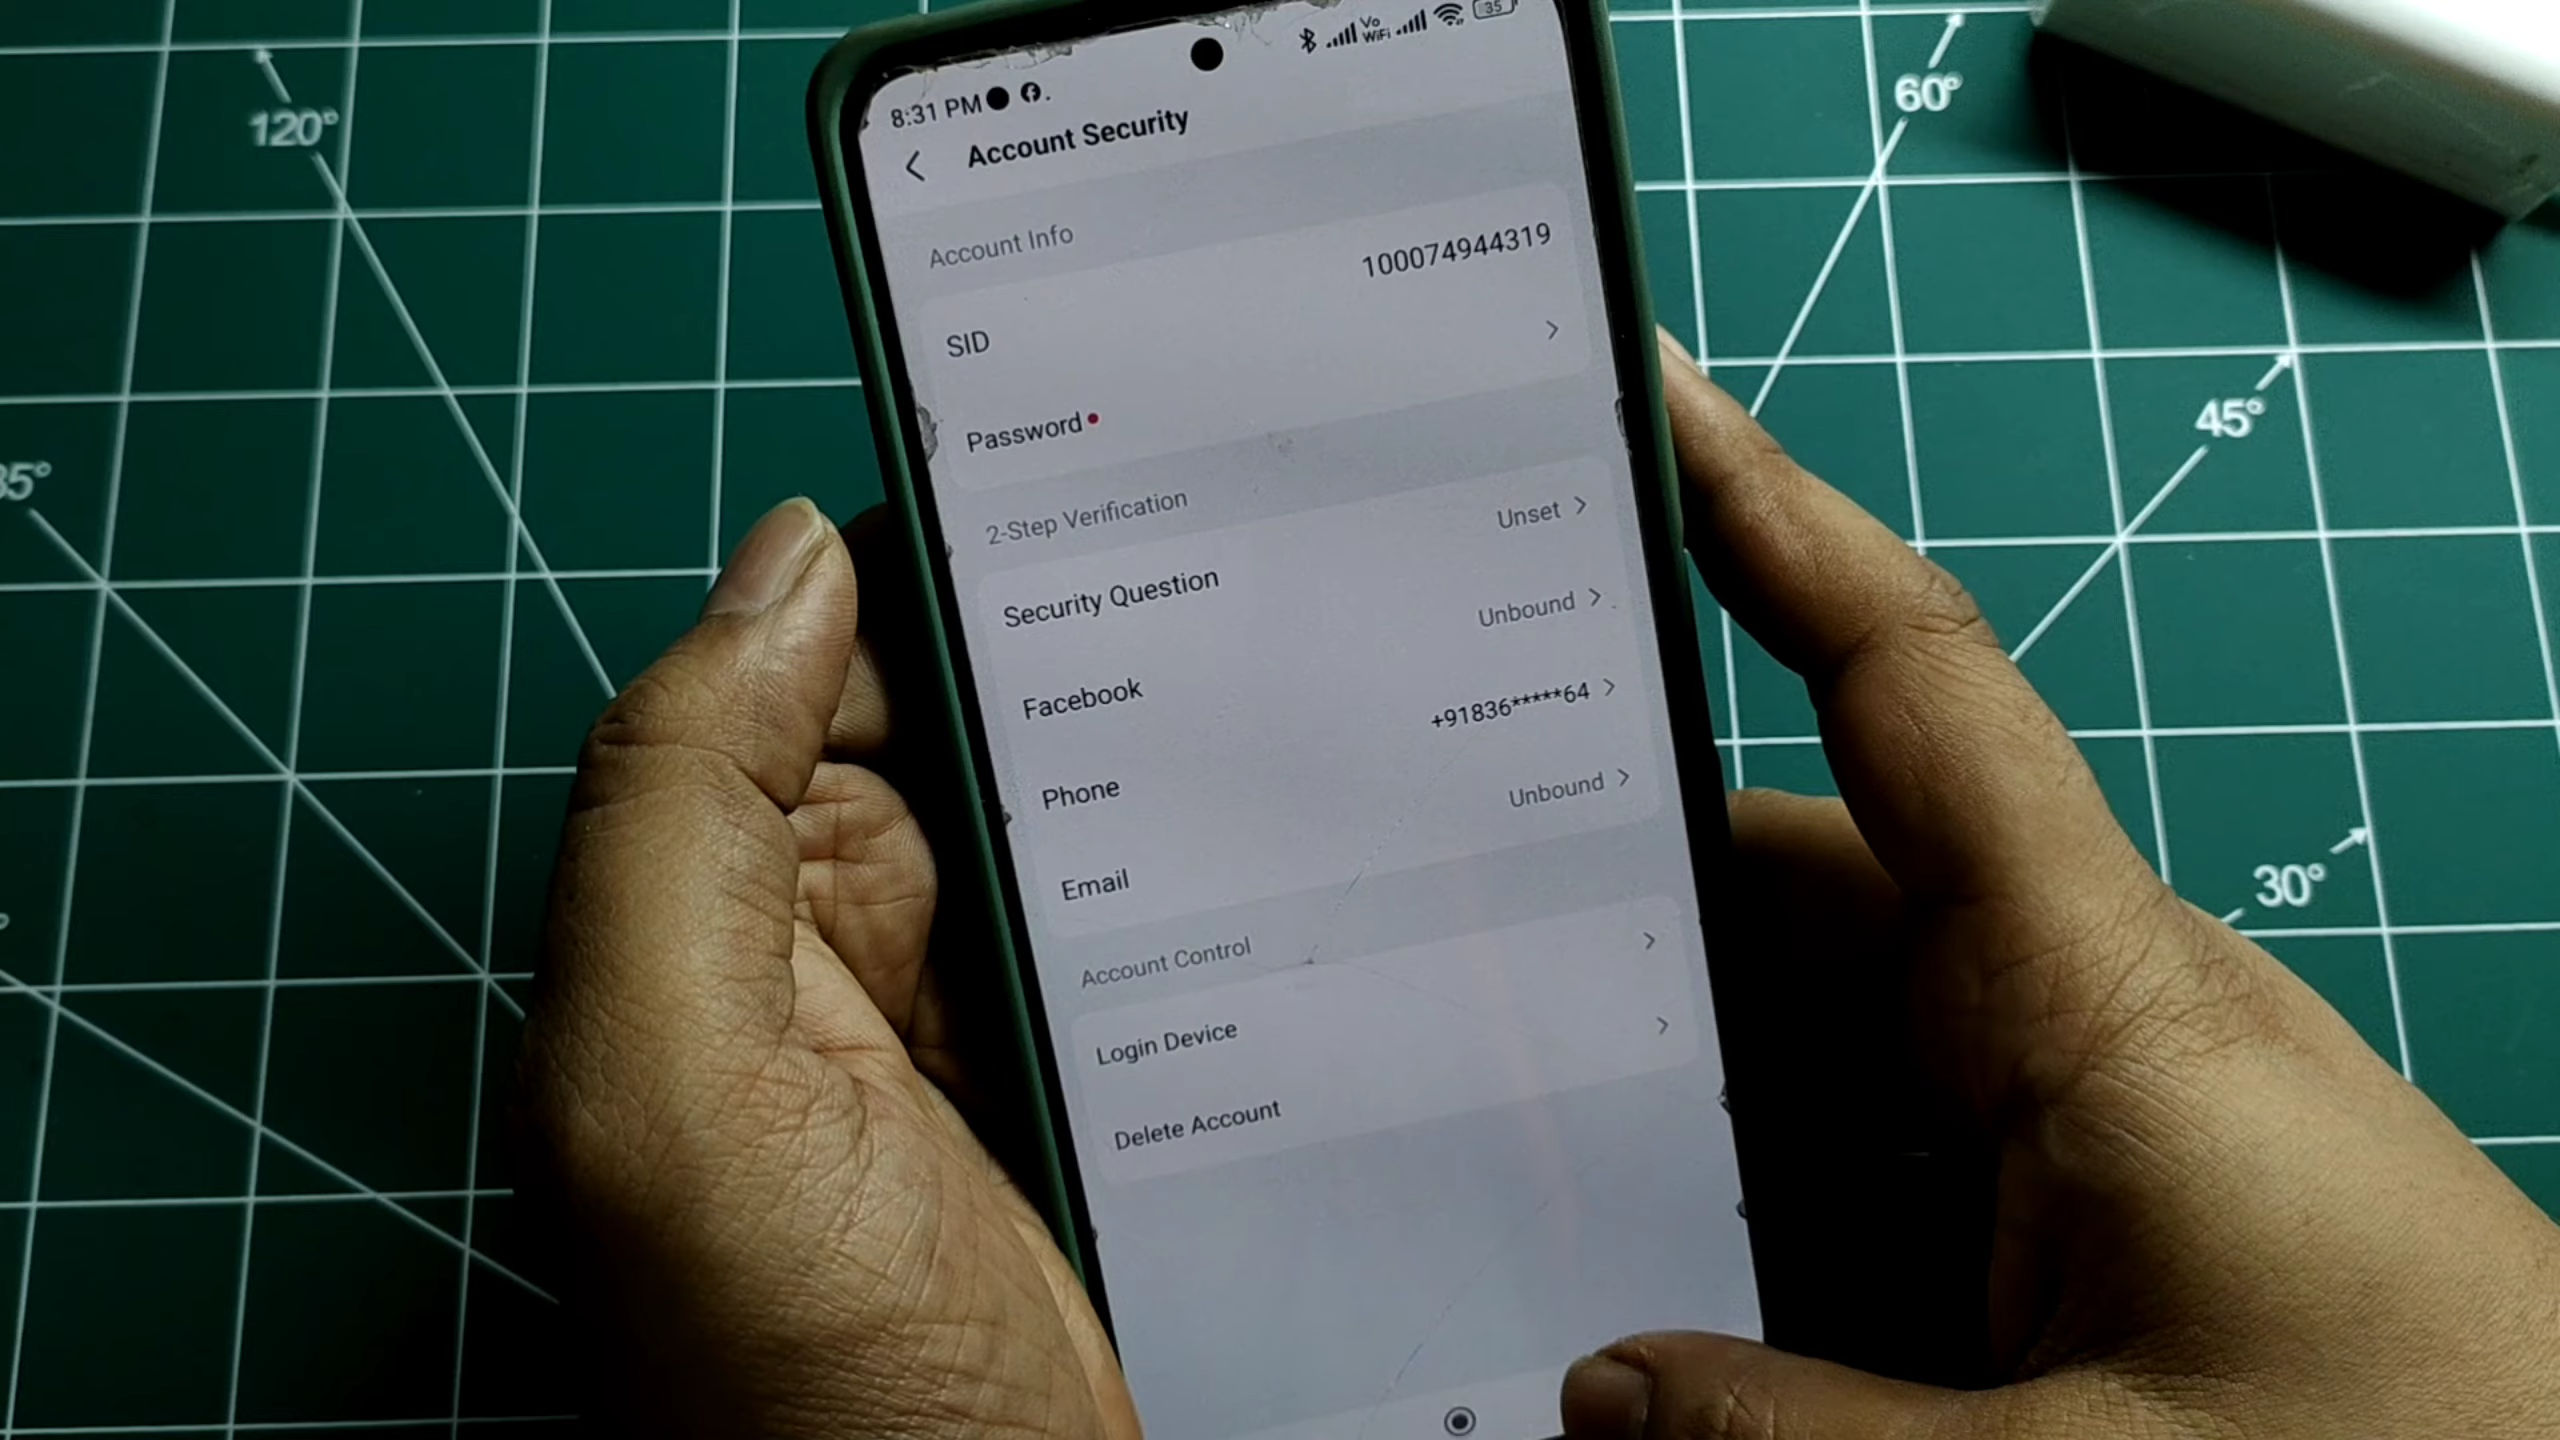 120°
60°
45°
30°
35°
8:31 PM
Vo
WiFi
35
Account Security
Account Info
SID 100074944319
Password
2-Step Verification
Security Question Unset
Facebook Unbound
Phone +91836*****64
Email Unbound
Account Control
Login Device
Delete Account